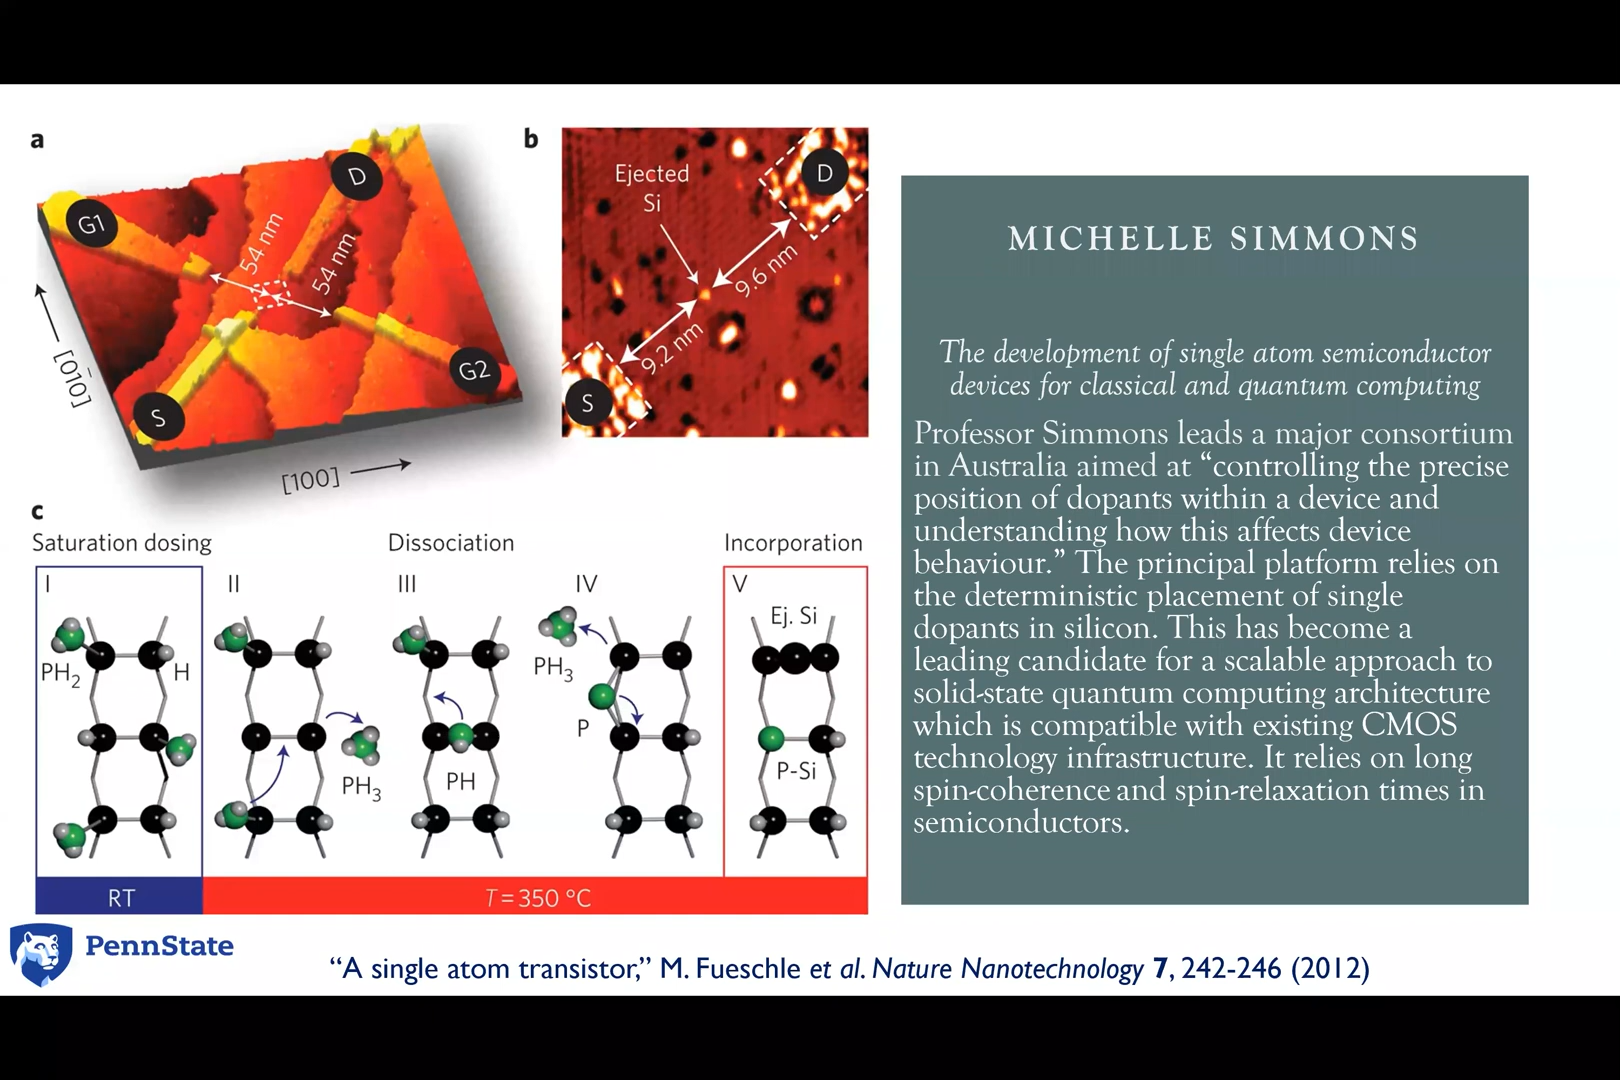 a
D
G1
54 nm
54 nm
G2
S
[01̄0]
[100]
b
Ejected
Si
D
9.6 nm
9.2 nm
S
c
Saturation dosing
Dissociation
Incorporation
I
II
III
IV
V
PH2
H
PH3
PH
PH3
P
Ej. Si
P-Si
RT
T = 350 °C
MICHELLE SIMMONS
The development of single atom semiconductor
devices for classical and quantum computing
Professor Simmons leads a major consortium
in Australia aimed at “controlling the precise
position of dopants within a device and
understanding how this affects device
behaviour.” The principal platform relies on
the deterministic placement of single
dopants in silicon. This has become a
leading candidate for a scalable approach to
solid-state quantum computing architecture
which is compatible with existing CMOS
technology infrastructure. It relies on long
spin-coherence and spin-relaxation times in
semiconductors.
PennState
“A single atom transistor,” M. Fueschle et al. Nature Nanotechnology 7, 242-246 (2012)